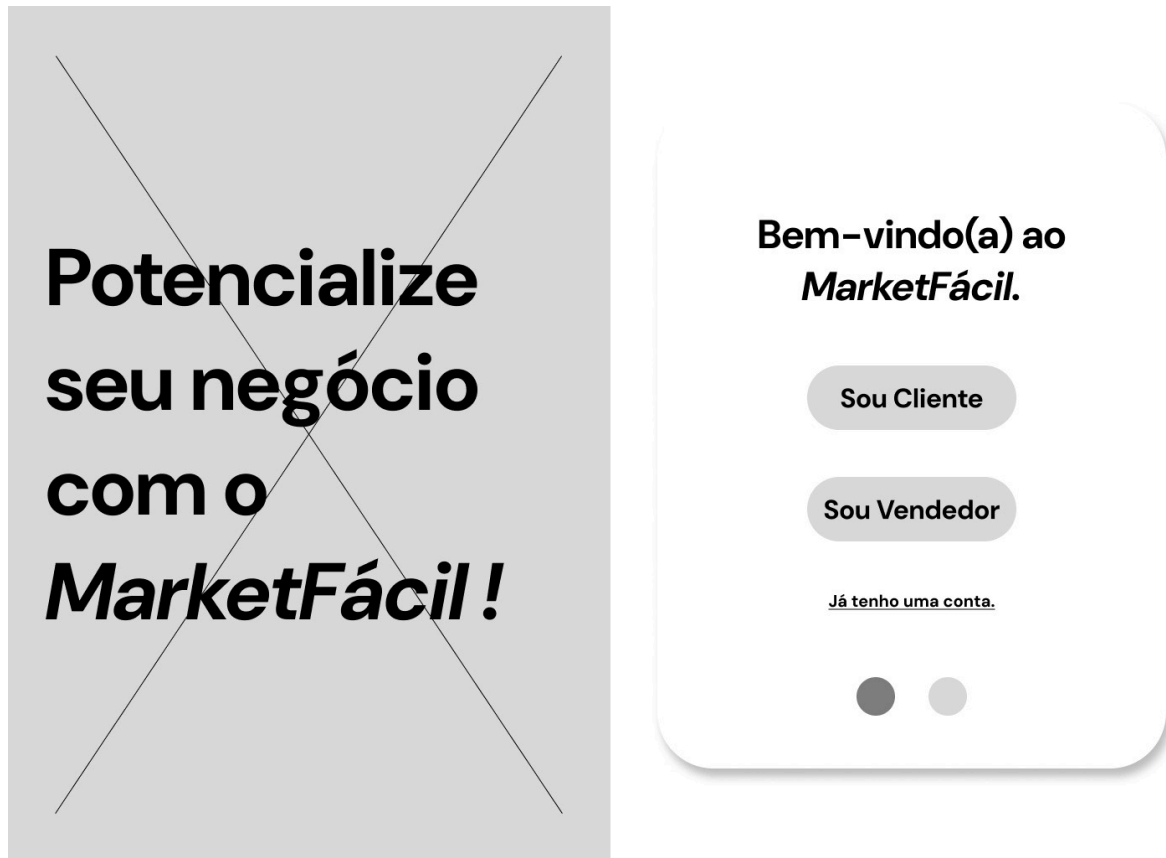 Potencialize
seu negócio
com o
MarketFácil !
Bem-vindo(a) ao
MarketFácil.
Sou Cliente
Sou Vendedor
Já tenho uma conta.